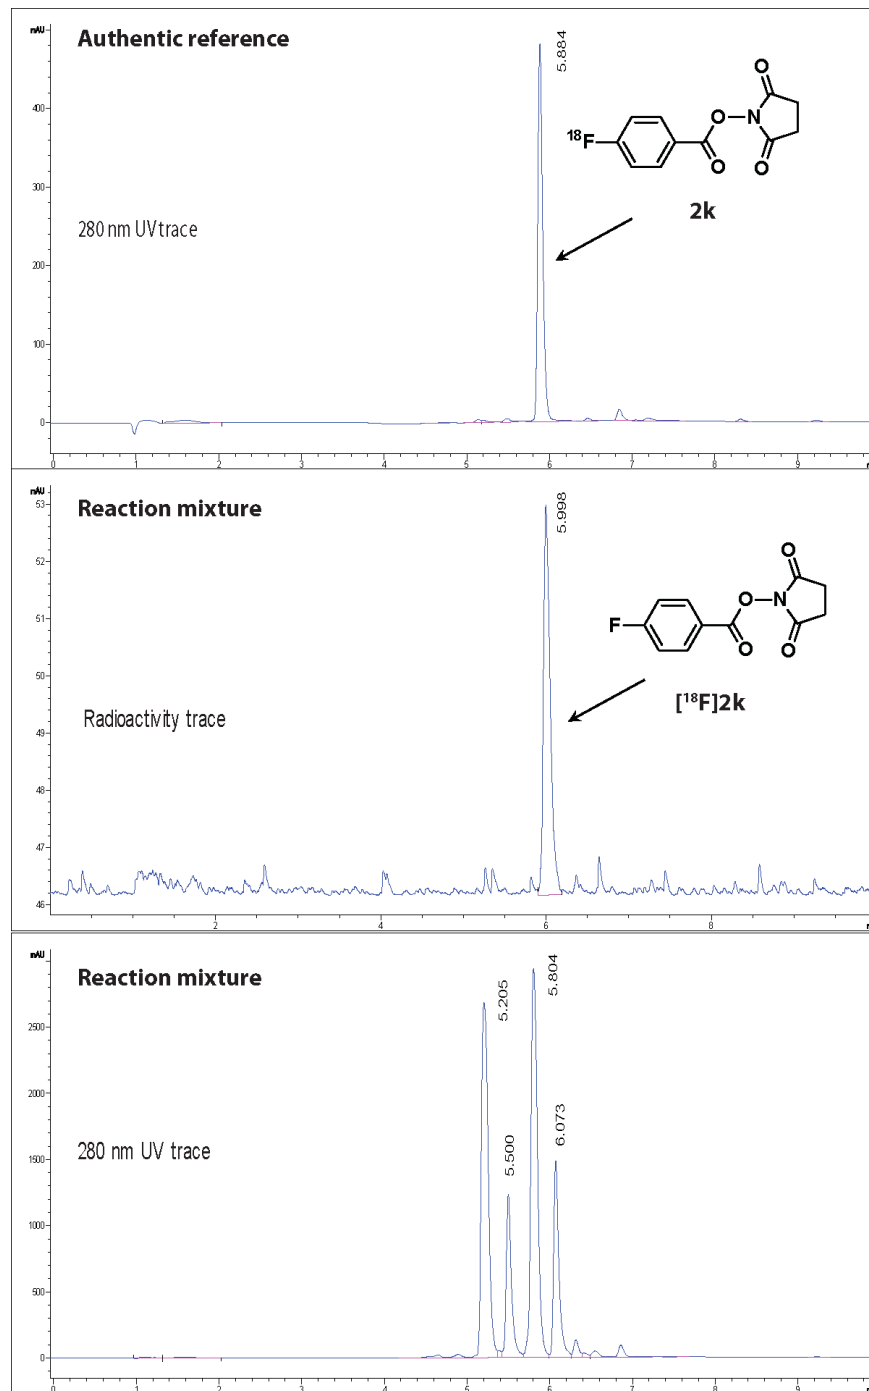 mAU
Authentic reference
5.884
400
300
200
100
0
280 nm UV trace
O
18F
O
N
O
O
2k
0 1 2 3 4 5 6 7 8 9
mAU
Reaction mixture
5.998
53
52
51
50
49
48
47
46
Radioactivity trace
O
F
O
N
O
O
[18F]2k
2 4 6 8
mAU
Reaction mixture
5.205
5.500
5.804
6.073
2500
2000
1500
1000
500
0
280 nm UV trace
0 1 2 3 4 5 6 7 8 9